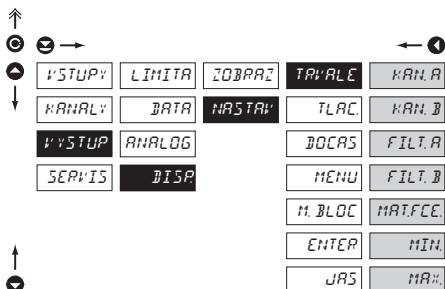 VSTUPY LIMITA ZOBRAZ TRVALE KAN. A
KANALY DATA NASTAV TLAC. KAN. B
VYSTUP ANALOG DOCAS FILT. A
SERVIS DISP. MENU FILT. B
M. BLOC MAT.FCE.
ENTER MIN.
JAS MAX.